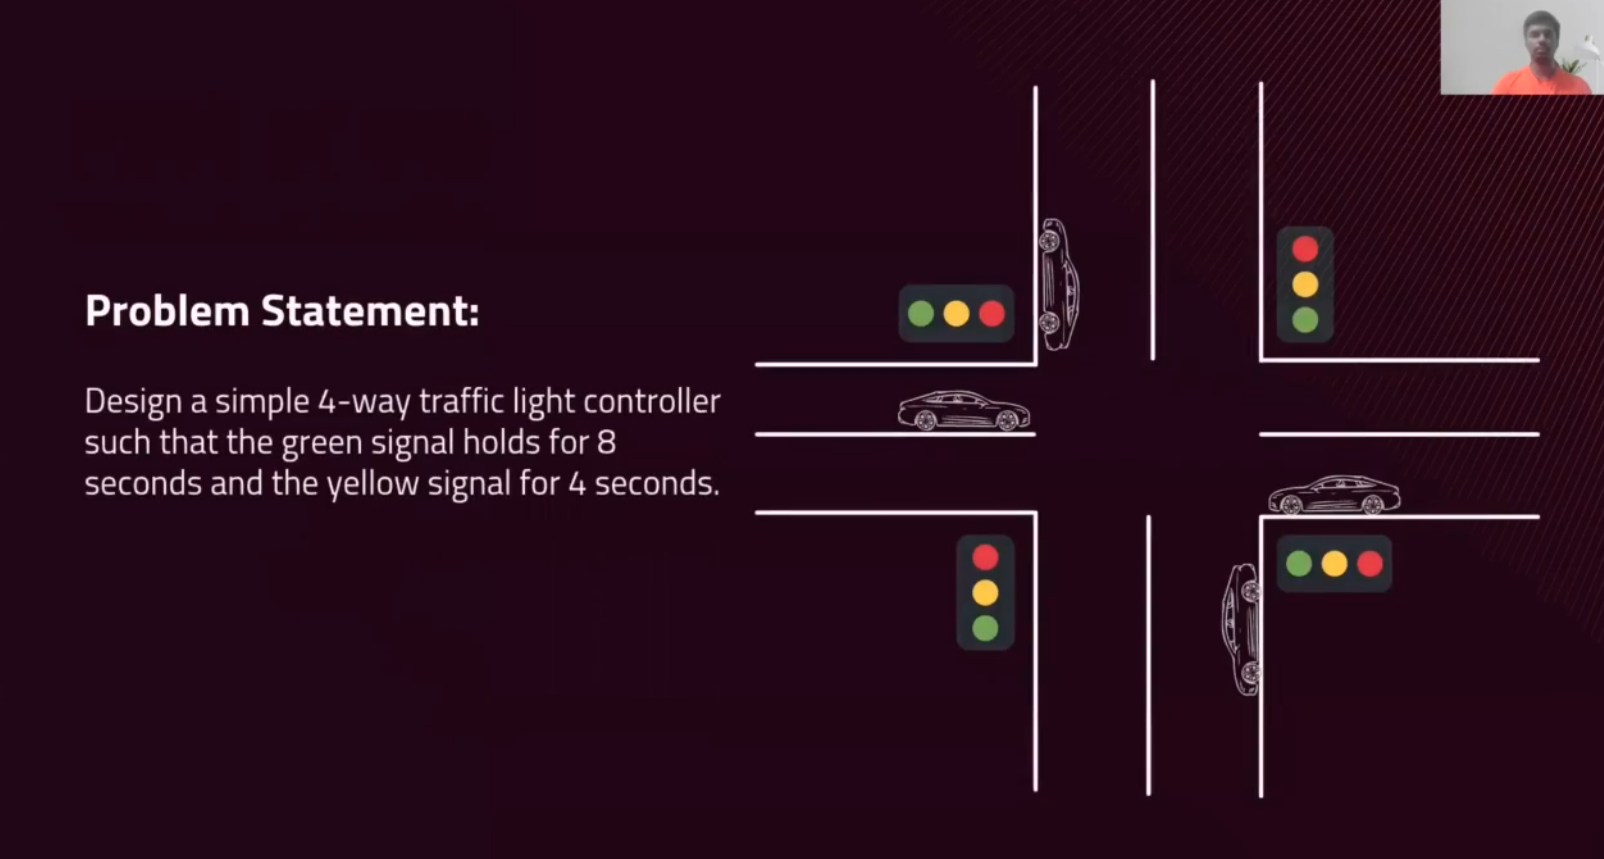 Problem Statement:
Design a simple 4-way traffic light controller
such that the green signal holds for 8
seconds and the yellow signal for 4 seconds.